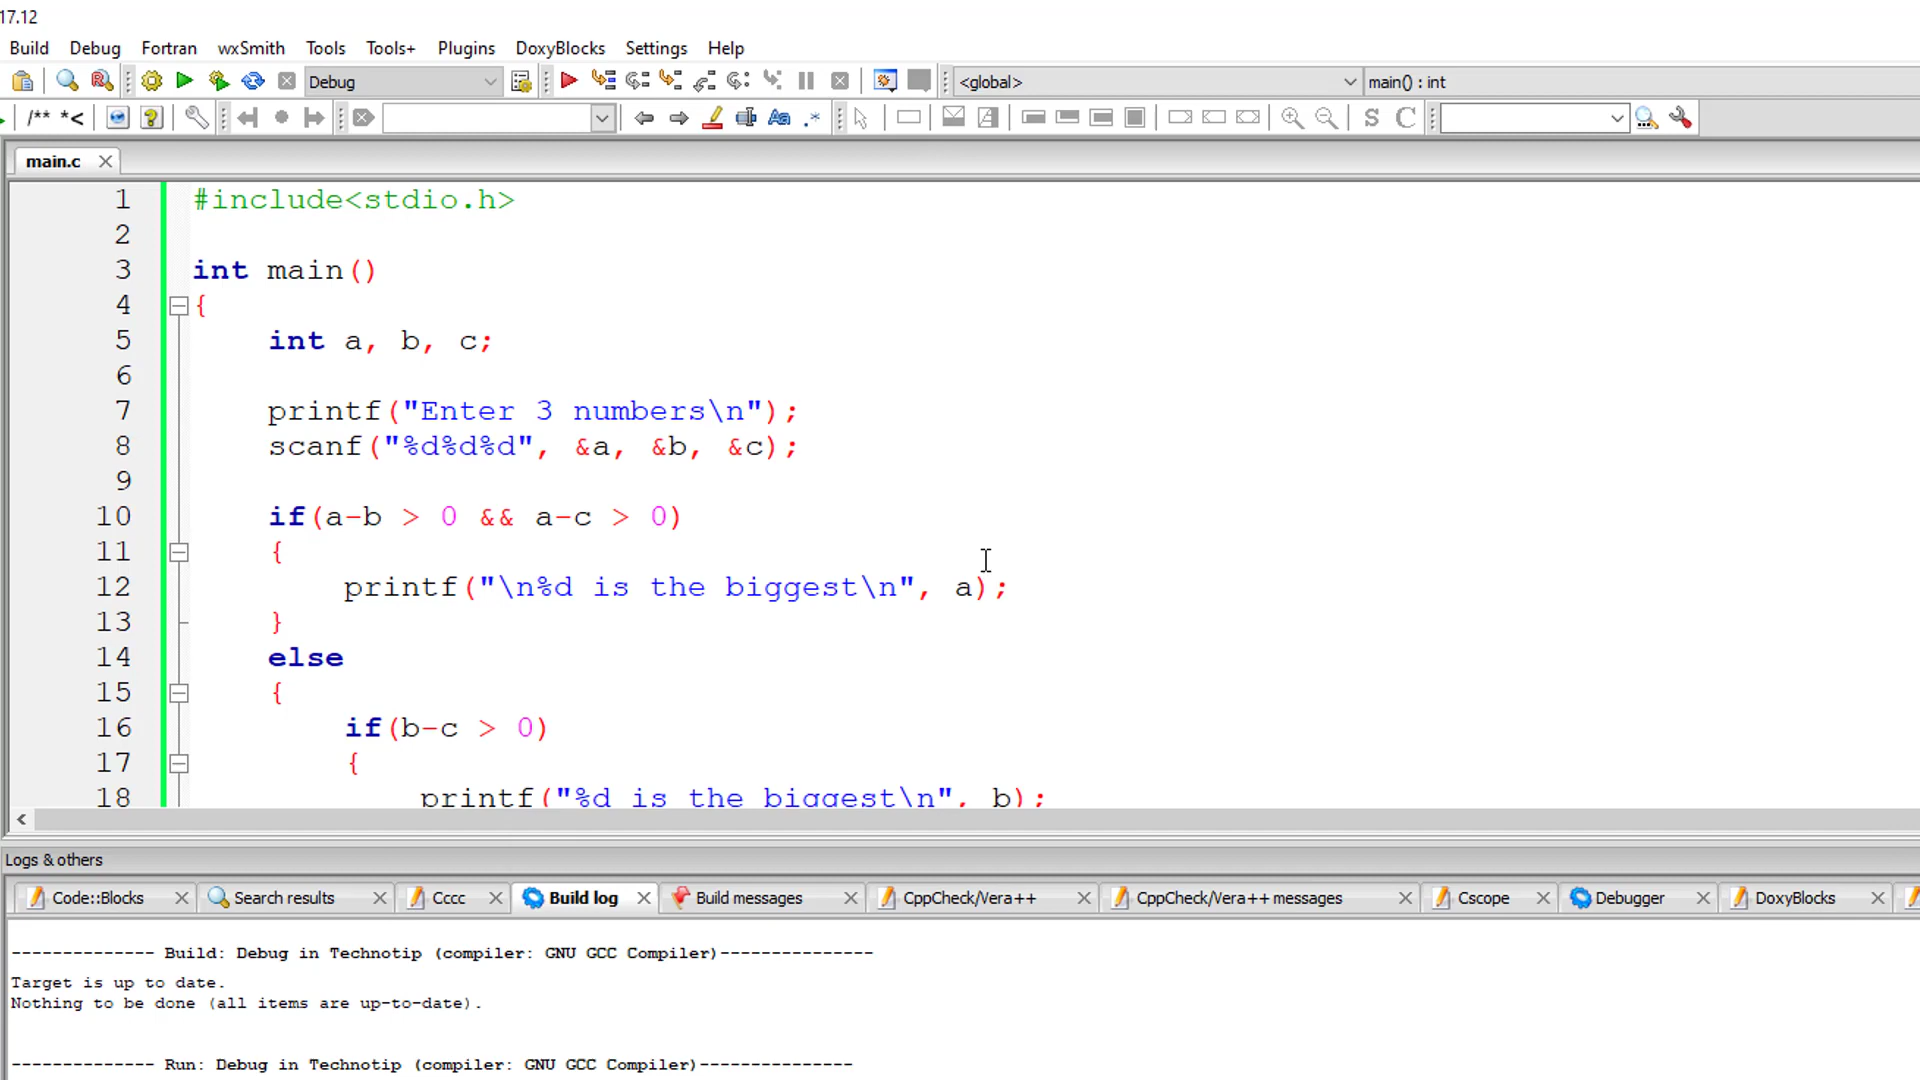 17.12
Build Debug Fortran wxSmith Tools Tools+ Plugins DoxyBlocks Settings Help
Debug <global> main() : int
/** *< Aa .* S C
main.c
1 #include<stdio.h>
2
3 int main()
4 {
5 int a, b, c;
6
7 printf("Enter 3 numbers\n");
8 scanf("%d%d%d", &a, &b, &c);
9
10 if(a-b > 0 && a-c > 0)
11 {
12 printf("\n%d is the biggest\n", a);
13 }
14 else
15 {
16 if(b-c > 0)
17 {
18 printf("%d is the biggest\n", b);
Logs & others
Code::Blocks Search results Cccc Build log Build messages CppCheck/Vera++ CppCheck/Vera++ messages Cscope Debugger DoxyBlocks
-------------- Build: Debug in Technotip (compiler: GNU GCC Compiler)---------------
Target is up to date.
Nothing to be done (all items are up-to-date).
-------------- Run: Debug in Technotip (compiler: GNU GCC Compiler)---------------